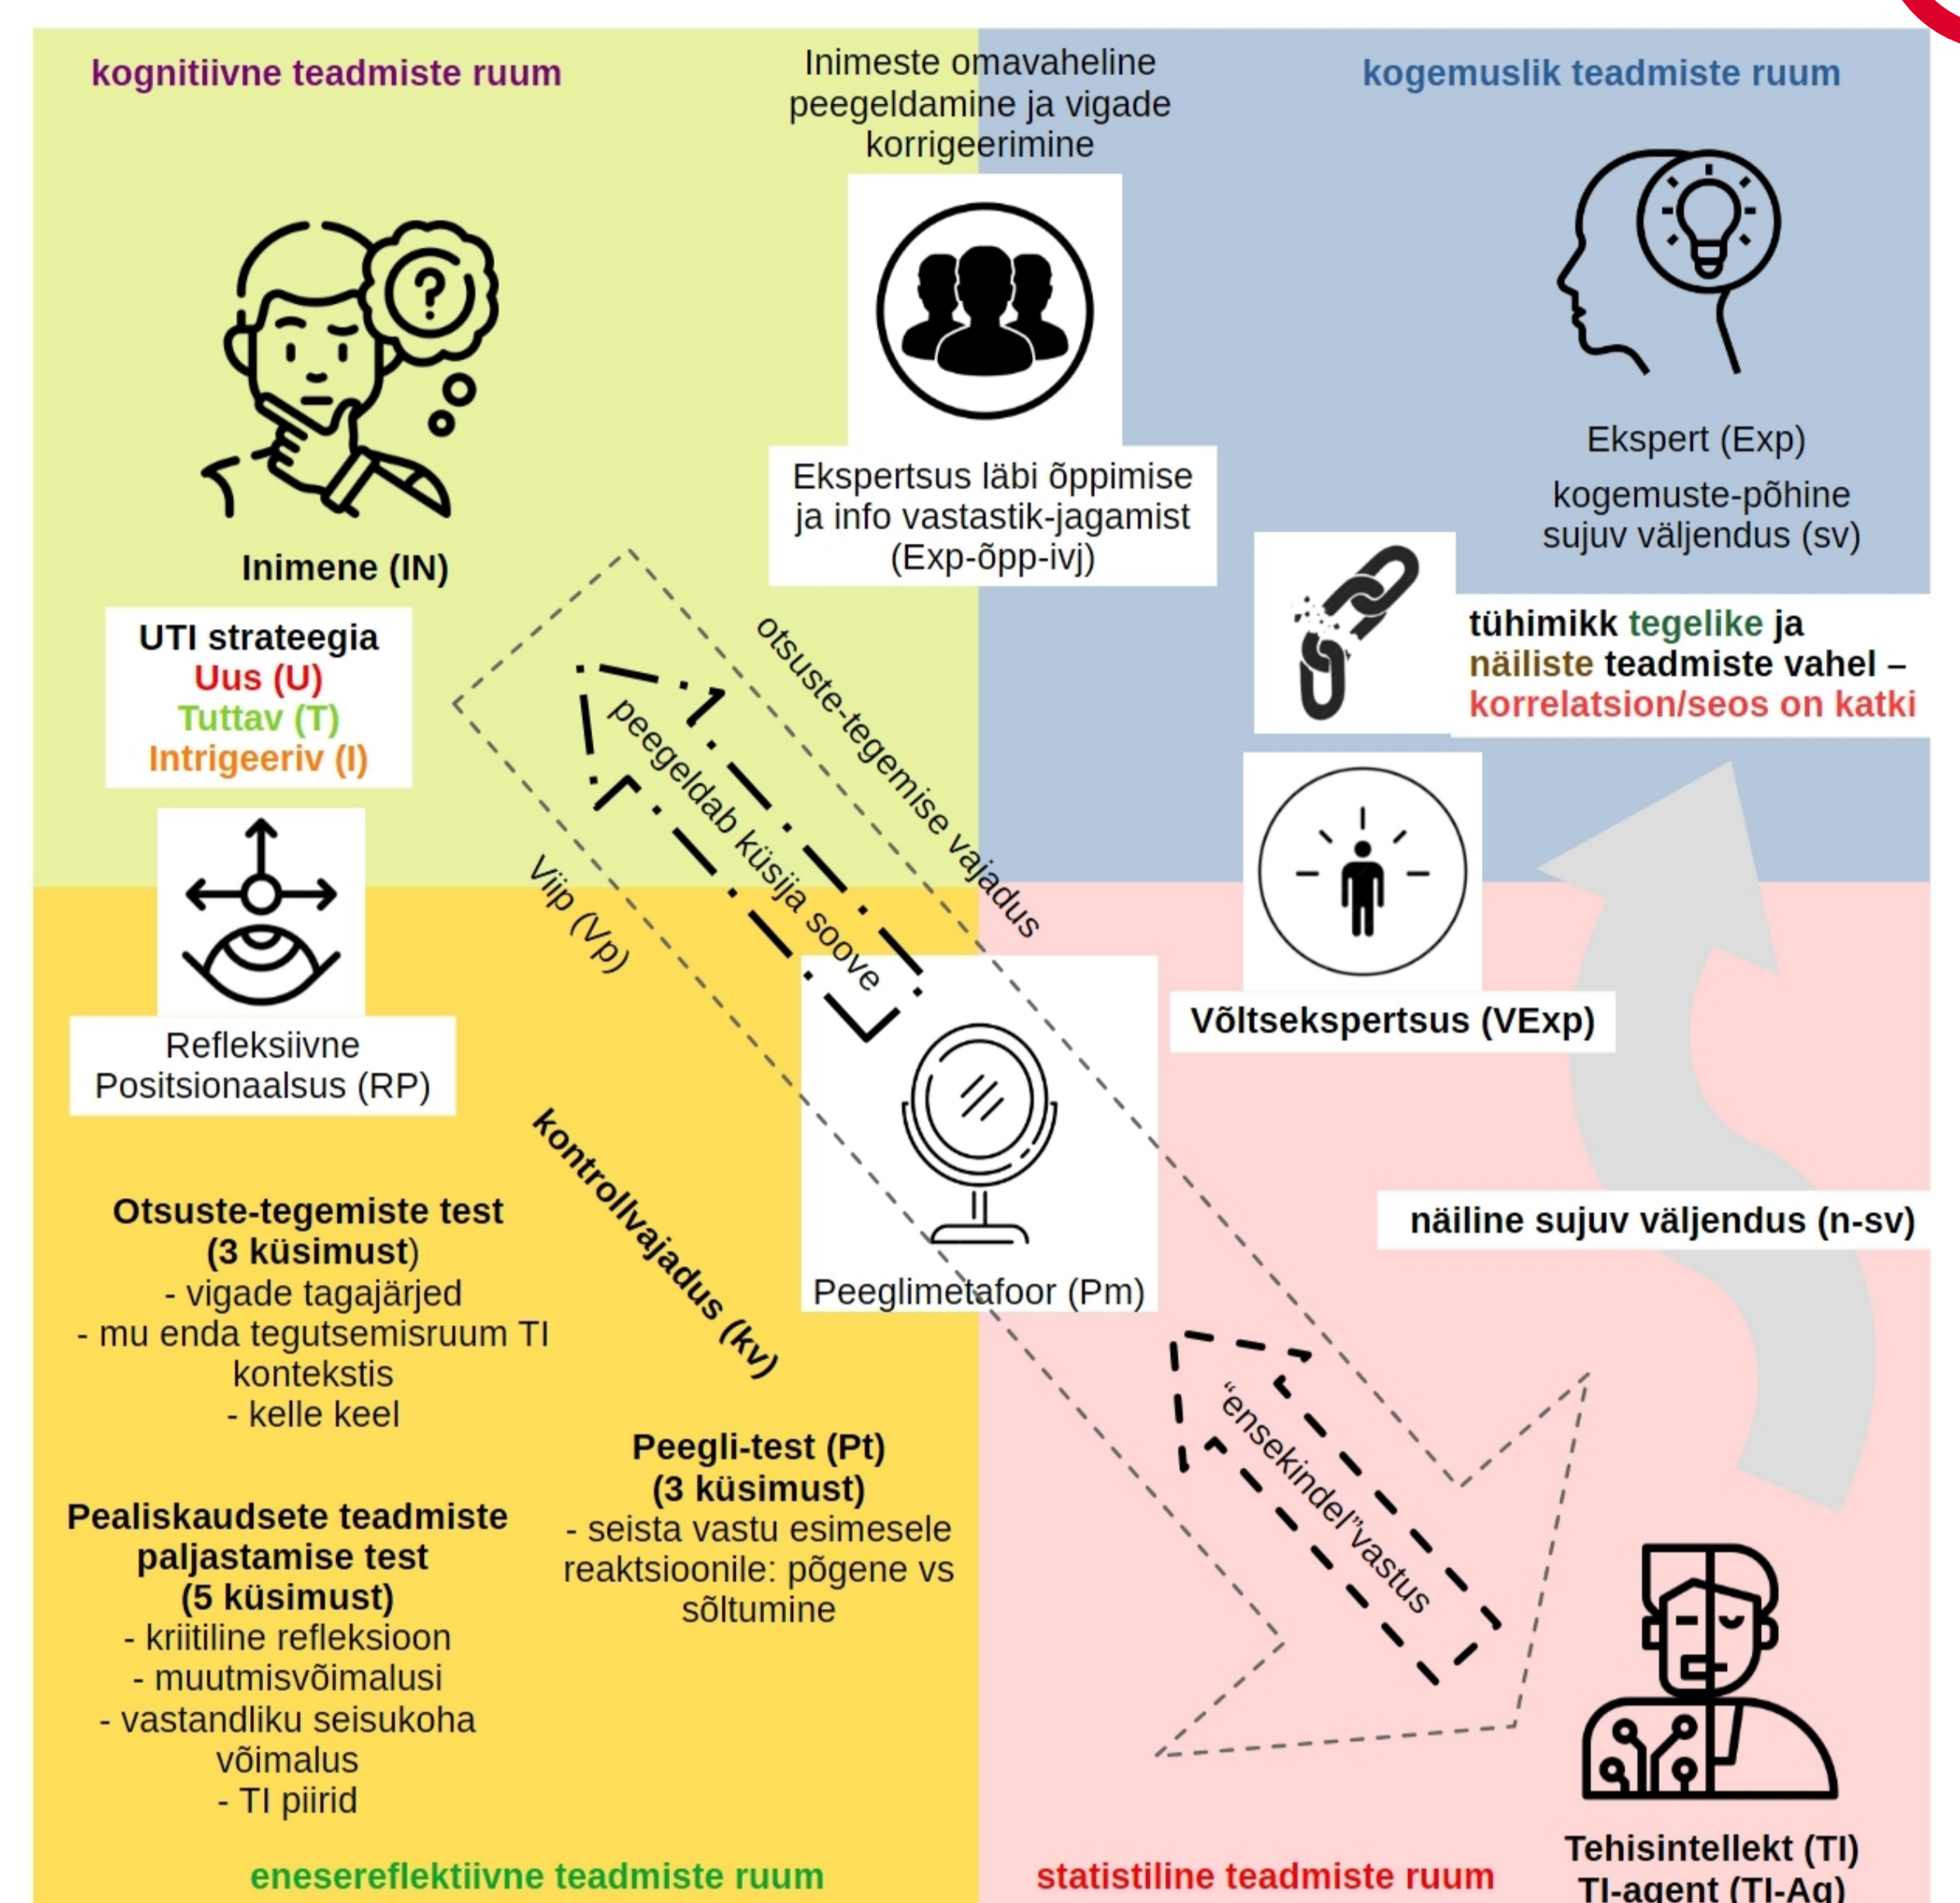 kognitiivne teadmiste ruum
Inimeste omavaheline
peegeldamine ja vigade
korrigeerimine
kogemuslik teadmiste ruum
Inimene (IN)
Ekspertsus läbi õppimise
ja info vastastik-jagamist
(Exp-õpp-ivj)
Ekspert (Exp)
kogemuste-põhine
sujuv väljendus (sv)
UTI strateegia
Uus (U)
Tuttav (T)
Intrigeeriv (I)
tühimikk tegelike ja
näiliste teadmiste vahel –
korrelatsion/seos on katki
otsuste-tegemise vajadus
peegeldab küsija soove
Viip (Vp)
Refleksiivne
Positsionaalsus (RP)
Võltsekspertsus (VExp)
kontrollvajadus (kv)
Peeglimetafoor (Pm)
näiline sujuv väljendus (n-sv)
Otsuste-tegemiste test
(3 küsimust)
- vigade tagajärjed
- mu enda tegutsemisruum TI
kontekstis
- kelle keel
Peegli-test (Pt)
(3 küsimust)
- seista vastu esimesele
reaktsioonile: põgene vs
sõltumine
"ensekindel"vastus
Pealiskaudsete teadmiste
paljastamise test
(5 küsimust)
- kriitiline refleksioon
- muutmisvõimalusi
- vastandliku seisukoha
võimalus
- TI piirid
enesereflektiivne teadmiste ruum
statistiline teadmiste ruum
Tehisintellekt (TI)
TI-agent (TI-Ag)